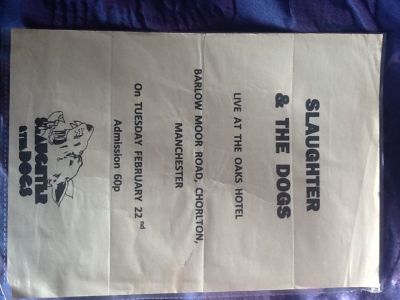 SLAUGHTER
& THE DOGS
LIVE AT THE OAKS HOTEL
BARLOW MOOR ROAD, CHORLTON,
MANCHESTER
On TUESDAY FEBRUARY 22nd
Admission 60p
SLAUGHTER
& THE DOGS